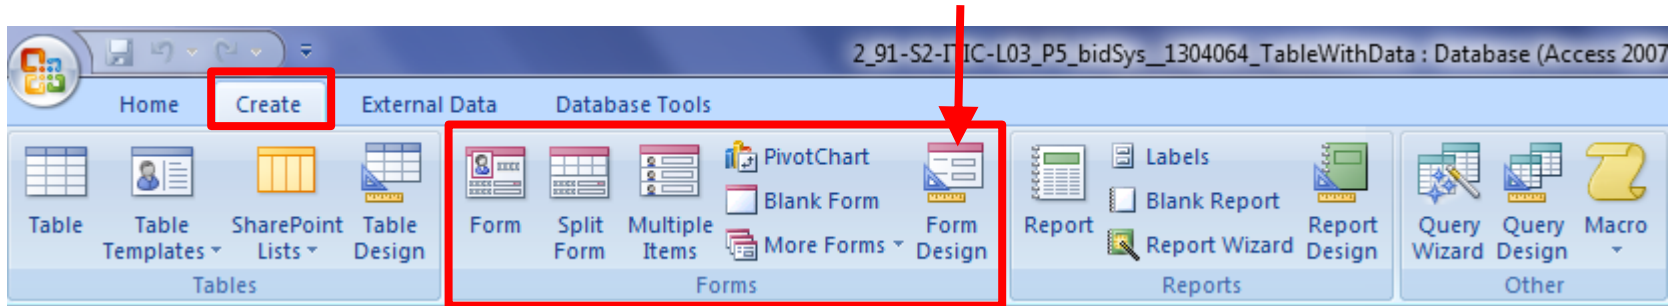 2_91-S2-ITIC-L03_P5_bidSys__1304064_TableWithData : Database (Access 2007
Home Create External Data Database Tools
Table
Table Templates
SharePoint Lists
Table Design
Tables
Form
Split Form
Multiple Items
PivotChart
Blank Form
More Forms
Form Design
Forms
Report
Labels
Blank Report
Report Wizard
Report Design
Reports
Query Wizard
Query Design
Macro
Other